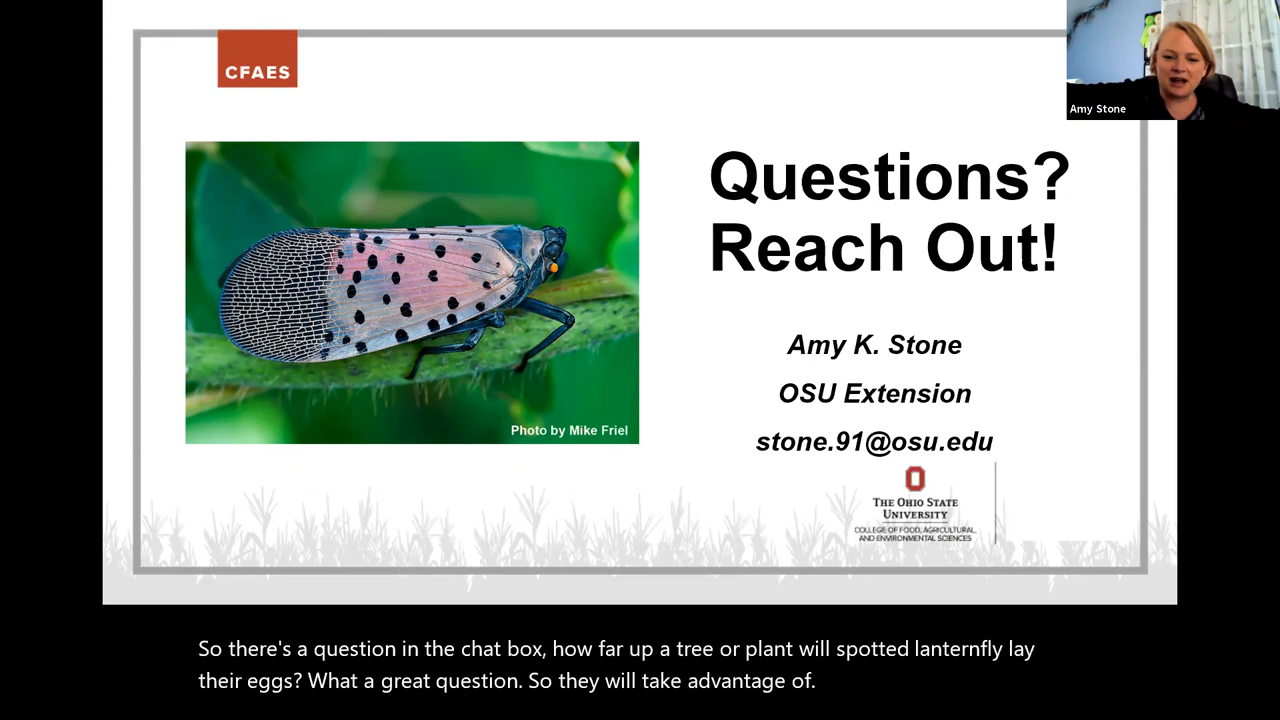 CFAES
Amy Stone
Questions?
Reach Out!
Photo by Mike Friel
Amy K. Stone
OSU Extension
stone.91@osu.edu
THE OHIO STATE
UNIVERSITY
COLLEGE OF FOOD, AGRICULTURAL,
AND ENVIRONMENTAL SCIENCES
So there's a question in the chat box, how far up a tree or plant will spotted lanternfly lay
their eggs? What a great question. So they will take advantage of.